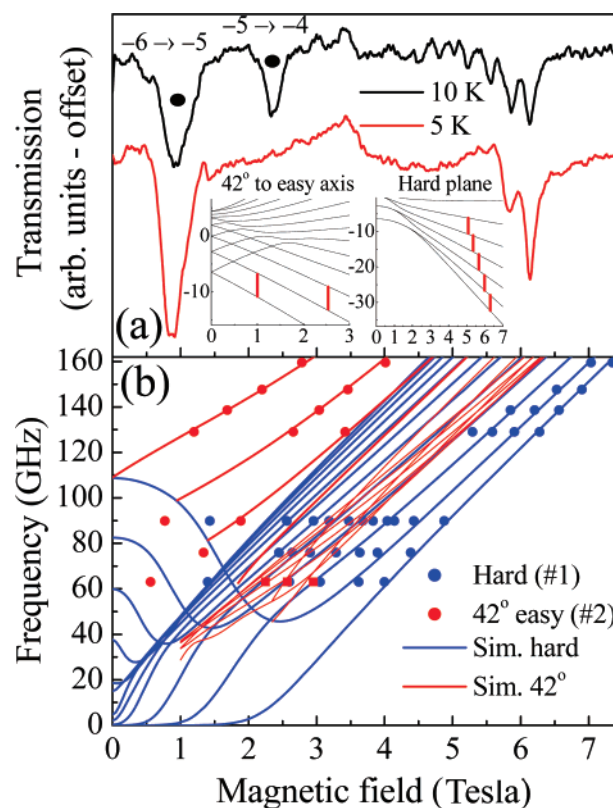 −6 → −5
−5 → −4
10 K
5 K
Transmission
(arb. units - offset)
42° to easy axis
0
-10
0 1 2 3
Hard plane
-10
-20
-30
0 1 2 3 4 5 6 7
(a)
(b)
160
140
120
100
80
60
40
20
0
Frequency (GHz)
Hard (#1)
42° easy (#2)
Sim. hard
Sim. 42°
0 1 2 3 4 5 6 7
Magnetic field (Tesla)